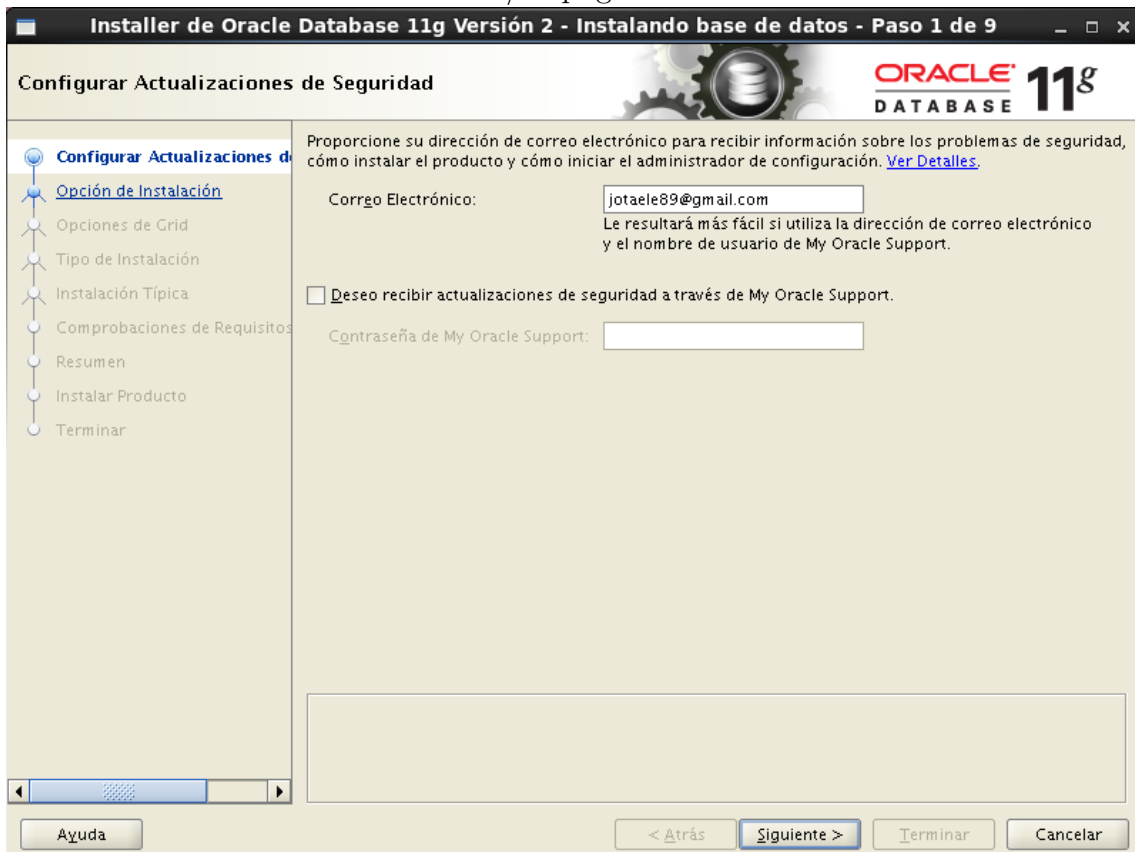 Installer de Oracle Database 11g Versión 2 - Instalando base de datos - Paso 1 de 9
Configurar Actualizaciones de Seguridad
ORACLE
DATABASE
11g
Configurar Actualizaciones d
Opción de Instalación
Opciones de Grid
Tipo de Instalación
Instalación Típica
Comprobaciones de Requisitos
Resumen
Instalar Producto
Terminar
Proporcione su dirección de correo electrónico para recibir información sobre los problemas de seguridad,
cómo instalar el producto y cómo iniciar el administrador de configuración. Ver Detalles.
Correo Electrónico: jotaele89@gmail.com
Le resultará más fácil si utiliza la dirección de correo electrónico
y el nombre de usuario de My Oracle Support.
Deseo recibir actualizaciones de seguridad a través de My Oracle Support.
Contraseña de My Oracle Support:
Ayuda
< Atrás
Siguiente >
Terminar
Cancelar